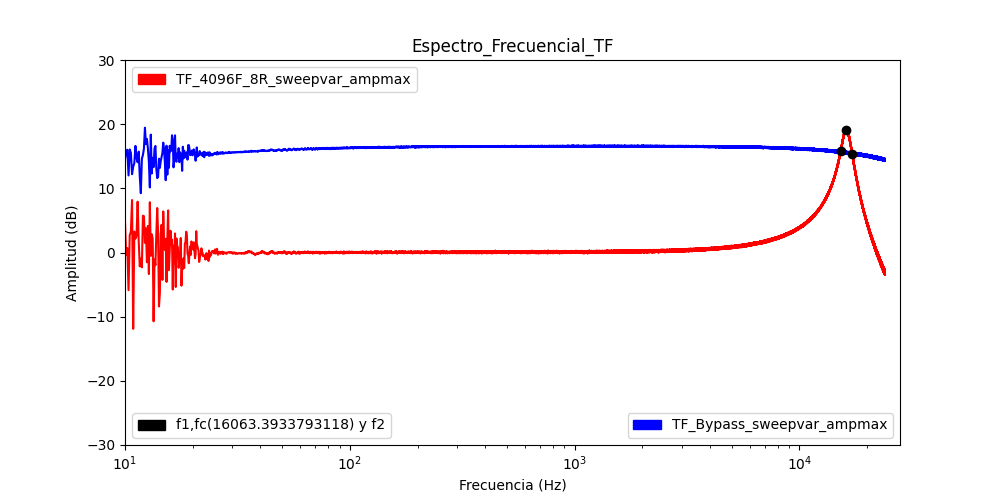 Espectro_Frecuencial_TF
30
20
10
0
−10
−20
−30
Amplitud (dB)
TF_4096F_8R_sweepvar_ampmax
f1,fc(16063.3933793118) y f2
TF_Bypass_sweepvar_ampmax
10¹
10²
10³
10⁴
Frecuencia (Hz)